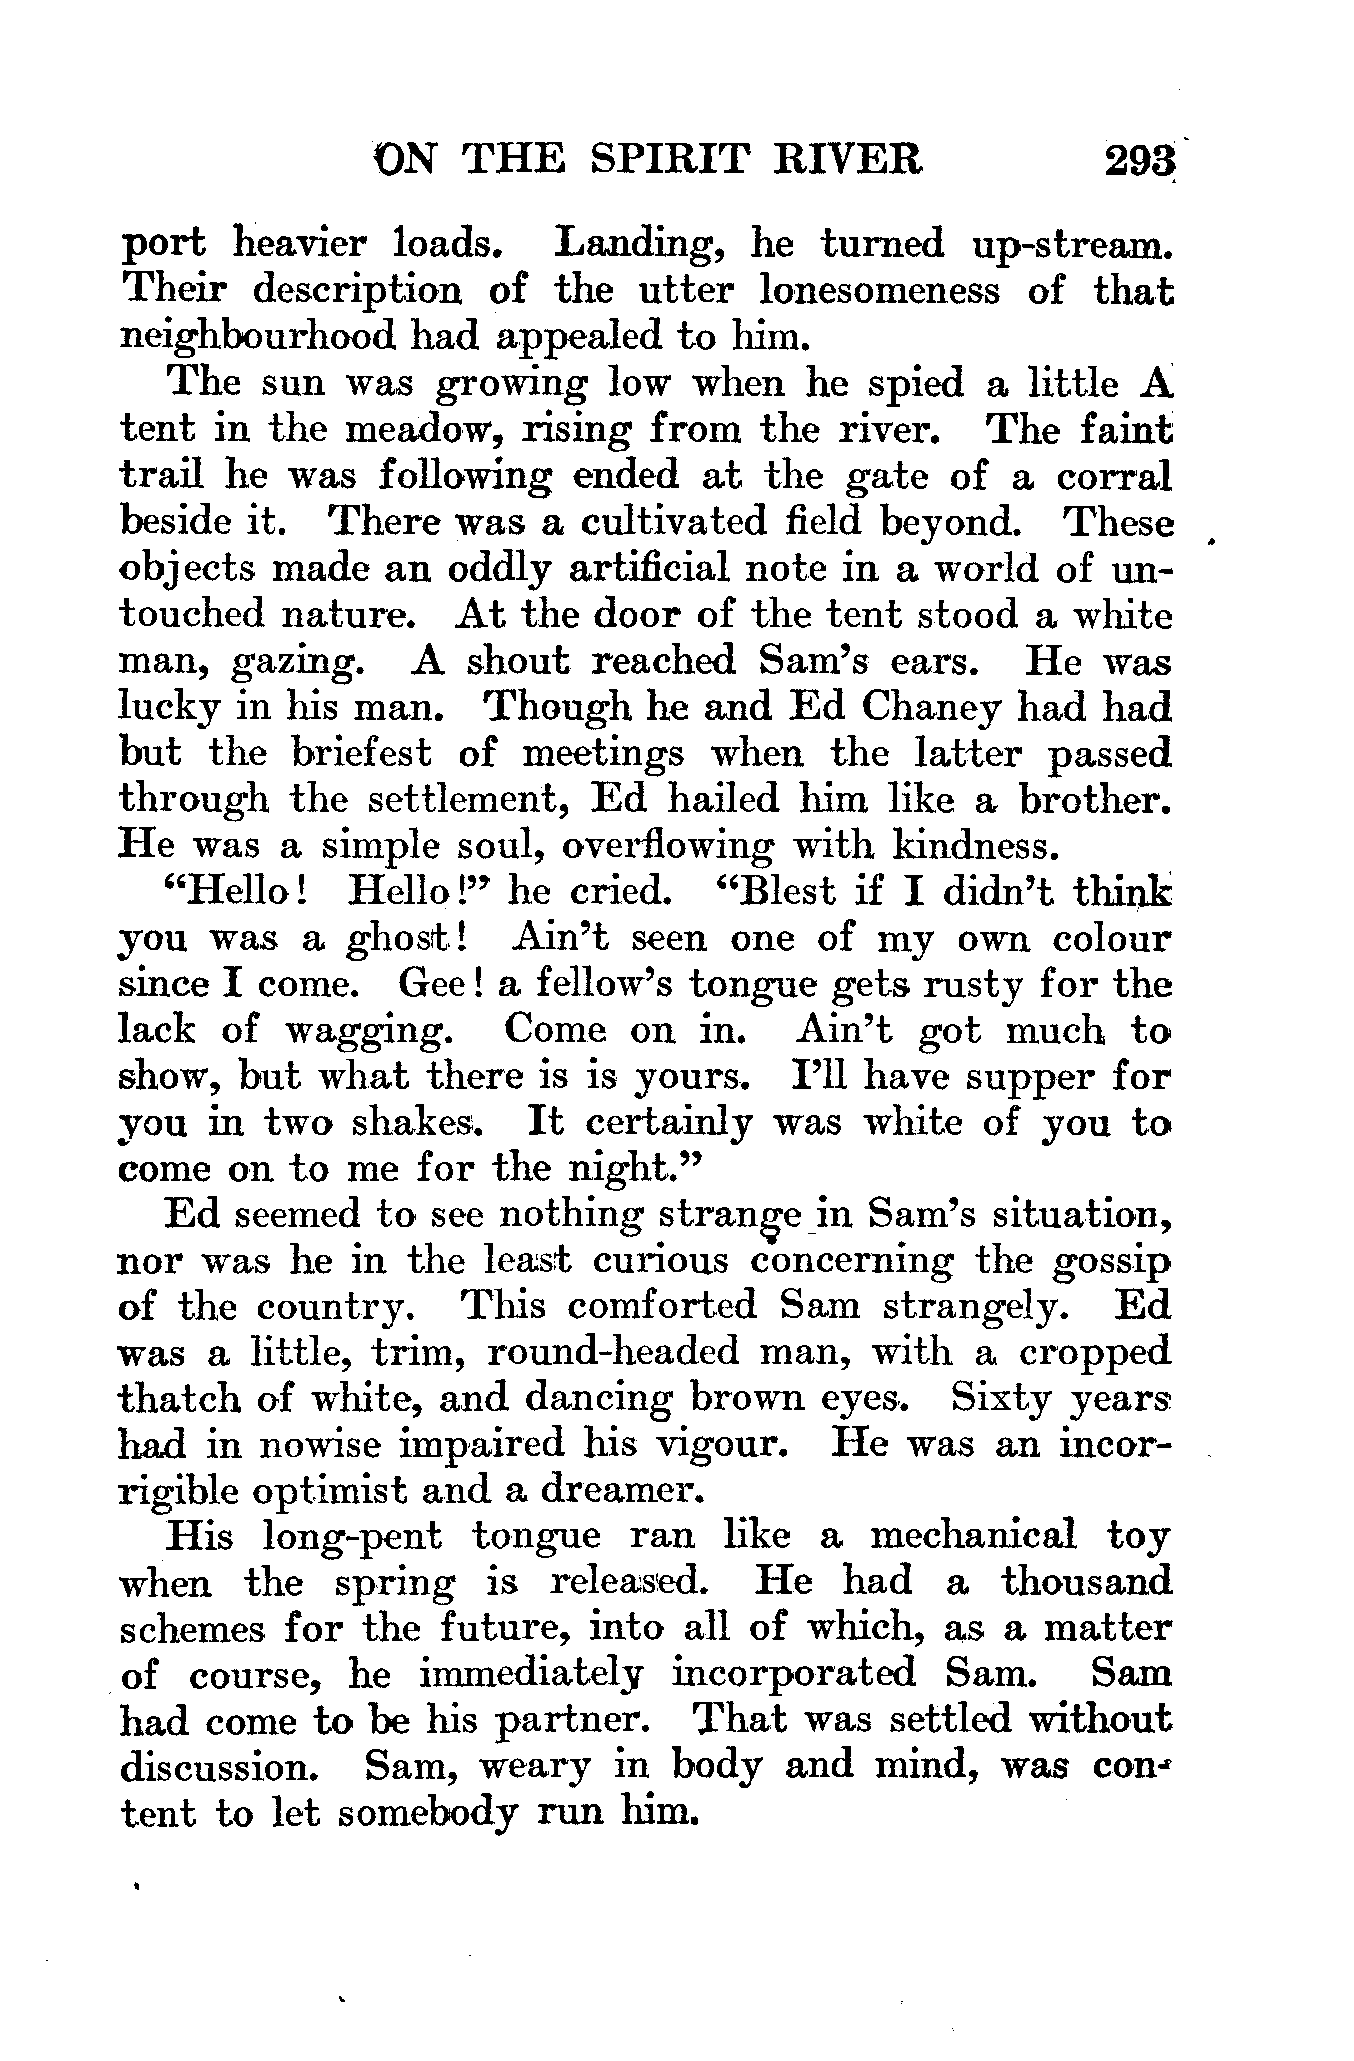 ON THE SPIRIT RIVER 293
port heavier loads. Landing, he turned up-stream.
Their description of the utter lonesomeness of that
neighbourhood had appealed to him.
The sun was growing low when he spied a little A
tent in the meadow, rising from the river. The faint
trail he was following ended at the gate of a corral
beside it. There was a cultivated field beyond. These
objects made an oddly artificial note in a world of un-
touched nature. At the door of the tent stood a white
man, gazing. A shout reached Sam's ears. He was
lucky in his man. Though he and Ed Chaney had had
but the briefest of meetings when the latter passed
through the settlement, Ed hailed him like a brother.
He was a simple soul, overflowing with kindness.
“Hello! Hello!” he cried. “Blest if I didn't think
you was a ghost! Ain't seen one of my own colour
since I come. Gee! a fellow's tongue gets rusty for the
lack of wagging. Come on in. Ain't got much to
show, but what there is is yours. I'll have supper for
you in two shakes. It certainly was white of you to
come on to me for the night.”
Ed seemed to see nothing strange in Sam's situation,
nor was he in the least curious concerning the gossip
of the country. This comforted Sam strangely. Ed
was a little, trim, round-headed man, with a cropped
thatch of white, and dancing brown eyes. Sixty years
had in nowise impaired his vigour. He was an incor-
rigible optimist and a dreamer.
His long-pent tongue ran like a mechanical toy
when the spring is released. He had a thousand
schemes for the future, into all of which, as a matter
of course, he immediately incorporated Sam. Sam
had come to be his partner. That was settled without
discussion. Sam, weary in body and mind, was con-
tent to let somebody run him.